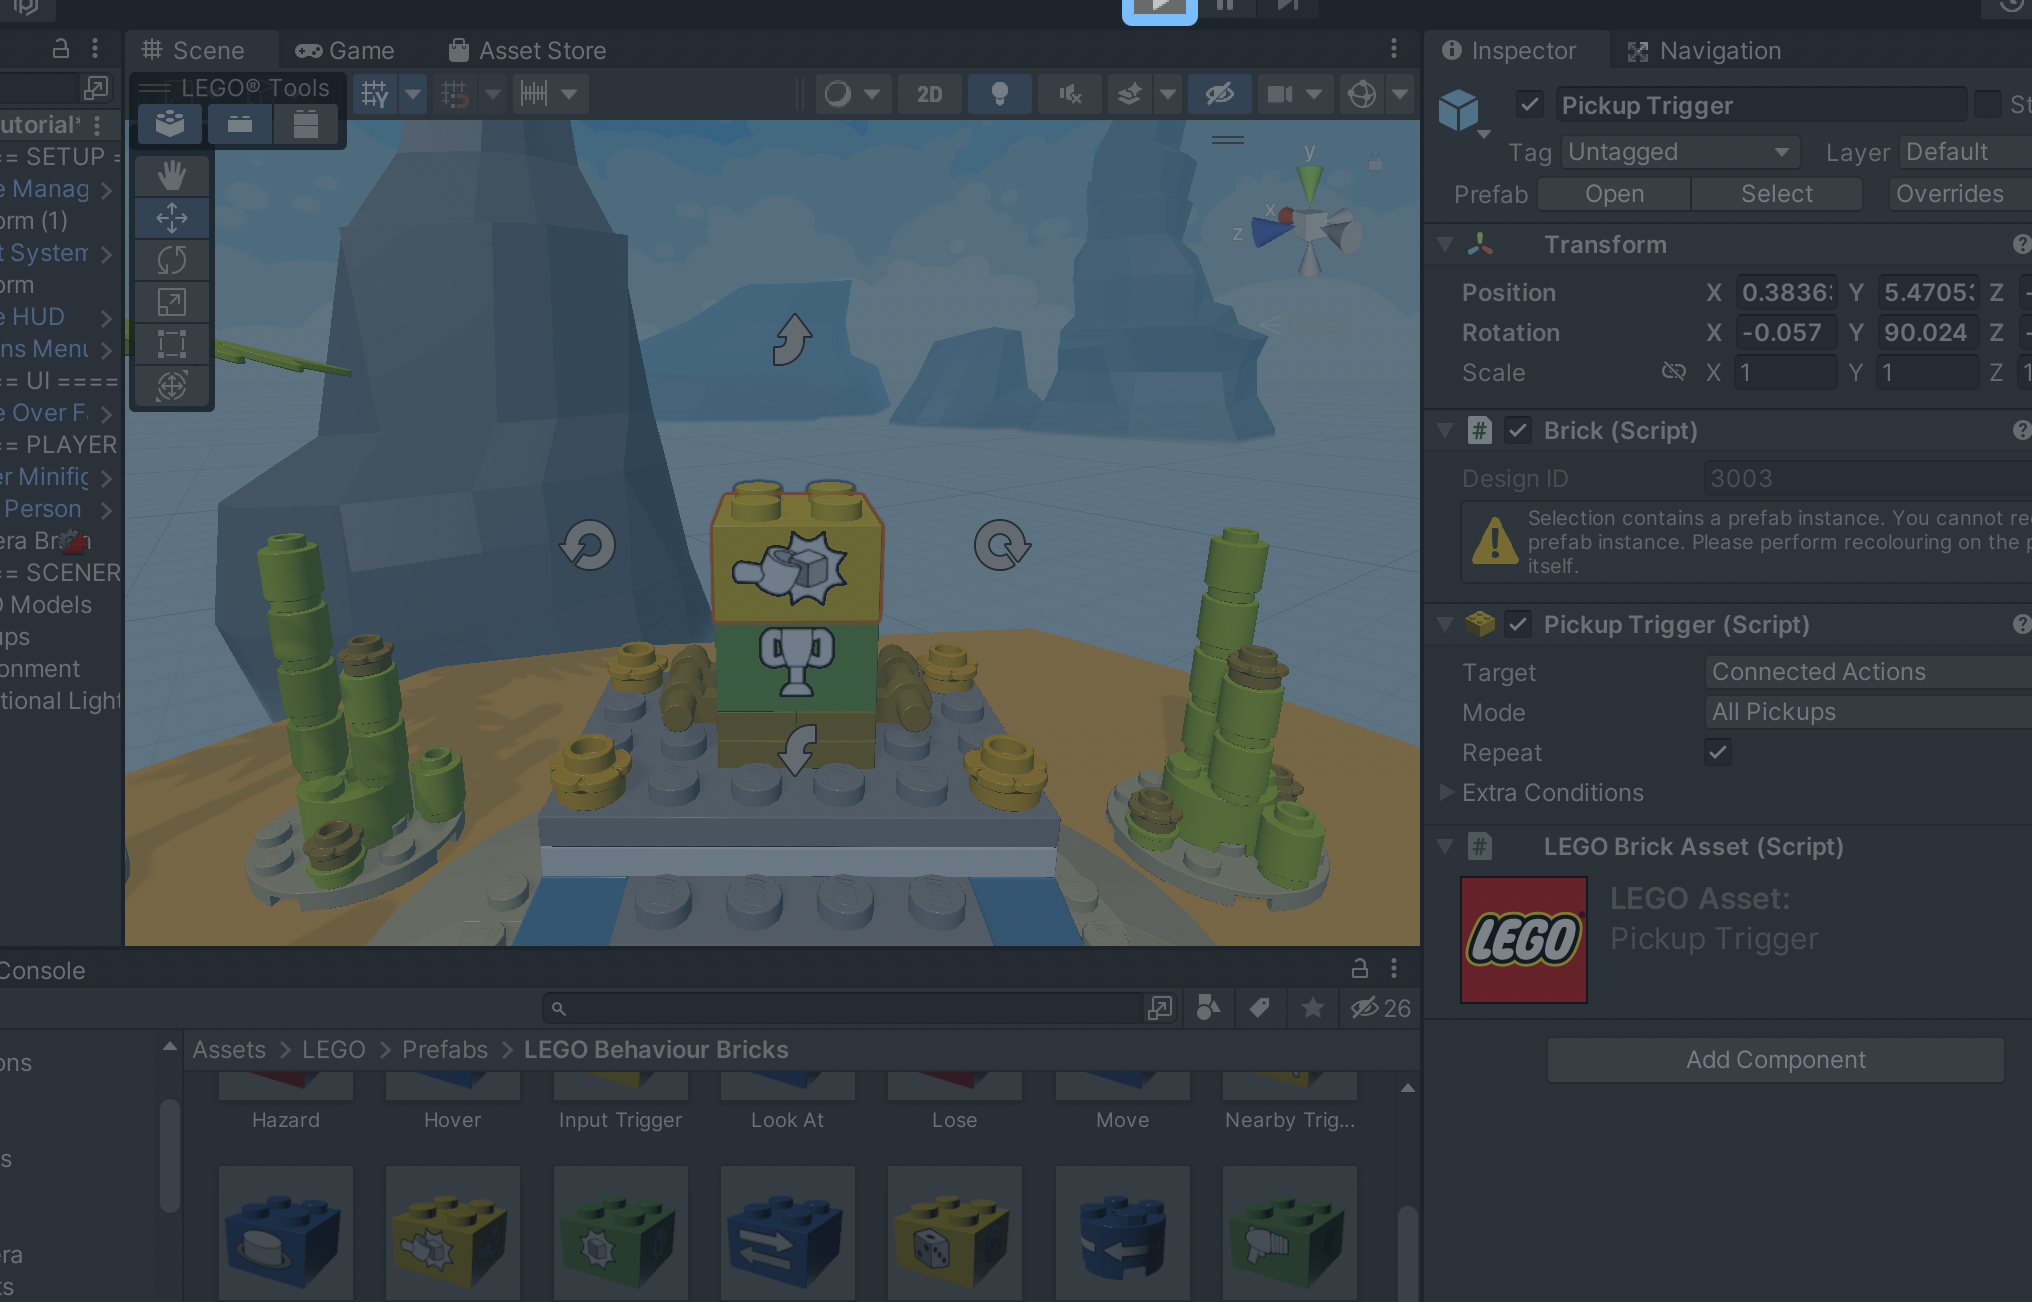 Scene
Game
Asset Store
Inspector
Navigation
LEGO® Tools
2D
utorial*
== SETUP =
e Manag
orm (1)
t System
orm
e HUD
ns Menu
== UI ====
e Over F
== PLAYER
er Minifig
Person
era Br
== SCENER
Models
ups
onment
tional Light
y
x
z
Pickup Trigger
St
Tag
Untagged
Layer
Default
Prefab
Open
Select
Overrides
Transform
Position X 0.3836 Y 5.4705 Z -
Rotation X -0.057 Y 90.024 Z -
Scale X 1 Y 1 Z 1
# Brick (Script)
Design ID 3003
Selection contains a prefab instance. You cannot re
prefab instance. Please perform recolouring on the p
itself.
Pickup Trigger (Script)
Target Connected Actions
Mode All Pickups
Repeat
Extra Conditions
# LEGO Brick Asset (Script)
LEGO
LEGO Asset:
Pickup Trigger
Add Component
Console
26
Assets > LEGO > Prefabs > LEGO Behaviour Bricks
ons
s
era
ts
Hazard
Hover
Input Trigger
Look At
Lose
Move
Nearby Trig...